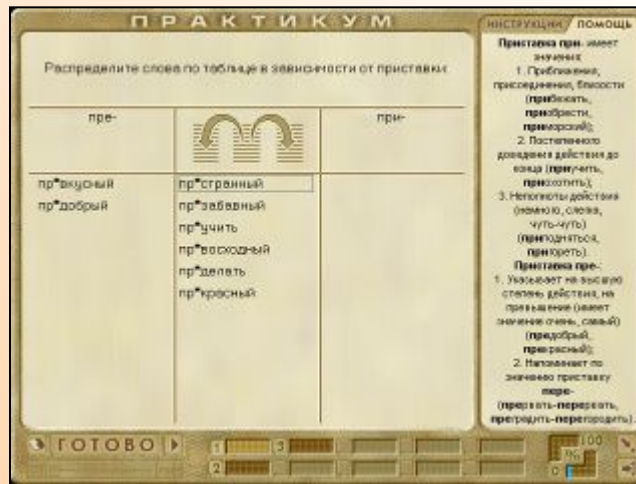 ПРАКТИКУМ
ИНСТРУКЦИИ ПОМОЩЬ
Распределите слова по таблице в зависимости от приставки:
пре-
при-
пр*вкусный
пр*добрый
пр*странный
пр*забавный
пр*учить
пр*восходный
пр*делать
пр*красный
Приставка при- имеет
значения:
1. Приближения,
присоединения, близости
(прибежать,
приобрести,
приморский);
2. Постепенного
доведения действия до
конца (приучить,
приохотить);
3. Неполноты действия
(немного, слегка,
чуть-чуть)
(приподняться,
пригореть).
Приставка пре-:
1. Указывает на высшую
степень действия, на
превышение (имеет
значение очень, самый)
(предобрый,
прекрасный);
2. Напоминает по
значению приставку
пере-
(прервать-перервать,
преградить-перегородить).
ГОТОВО
1
3
2
100
%
0